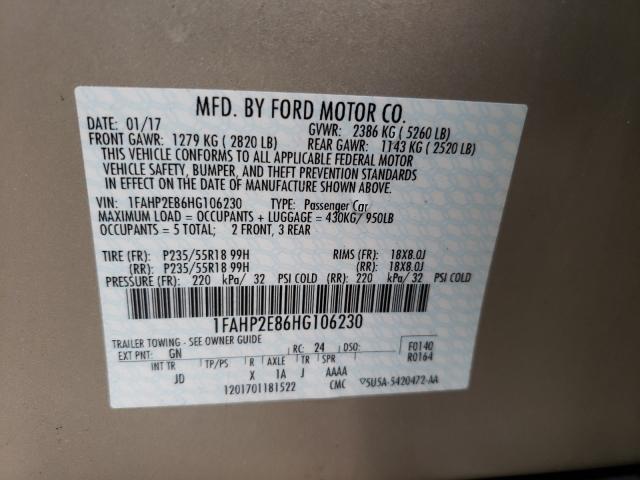 MFD. BY FORD MOTOR CO.
DATE: 01/17 GVWR: 2386 KG ( 5260 LB)
FRONT GAWR: 1279 KG ( 2820 LB) REAR GAWR: 1143 KG ( 2520 LB)
THIS VEHICLE CONFORMS TO ALL APPLICABLE FEDERAL MOTOR
VEHICLE SAFETY, BUMPER, AND THEFT PREVENTION STANDARDS
IN EFFECT ON THE DATE OF MANUFACTURE SHOWN ABOVE.
VIN: 1FAHP2E86HG106230 TYPE: Passenger Car
MAXIMUM LOAD = OCCUPANTS + LUGGAGE = 430KG/ 950LB
OCCUPANTS = 5 TOTAL; 2 FRONT, 3 REAR
TIRE (FR): P235/55R18 99H RIMS (FR): 18X8.0J
(RR): P235/55R18 99H (RR): 18X8.0J
PRESSURE (FR): 220 kPa/ 32 PSI COLD (RR): 220 kPa/ 32 PSI COLD
1FAHP2E86HG106230
TRAILER TOWING - SEE OWNER GUIDE
EXT PNT: GN RC: 24 DSO: F0140
R0164
INT TR TP/PS R AXLE TR SPR
JD X 1A J AAAA
1201701181522 CMC 5U5A-5420472-AA